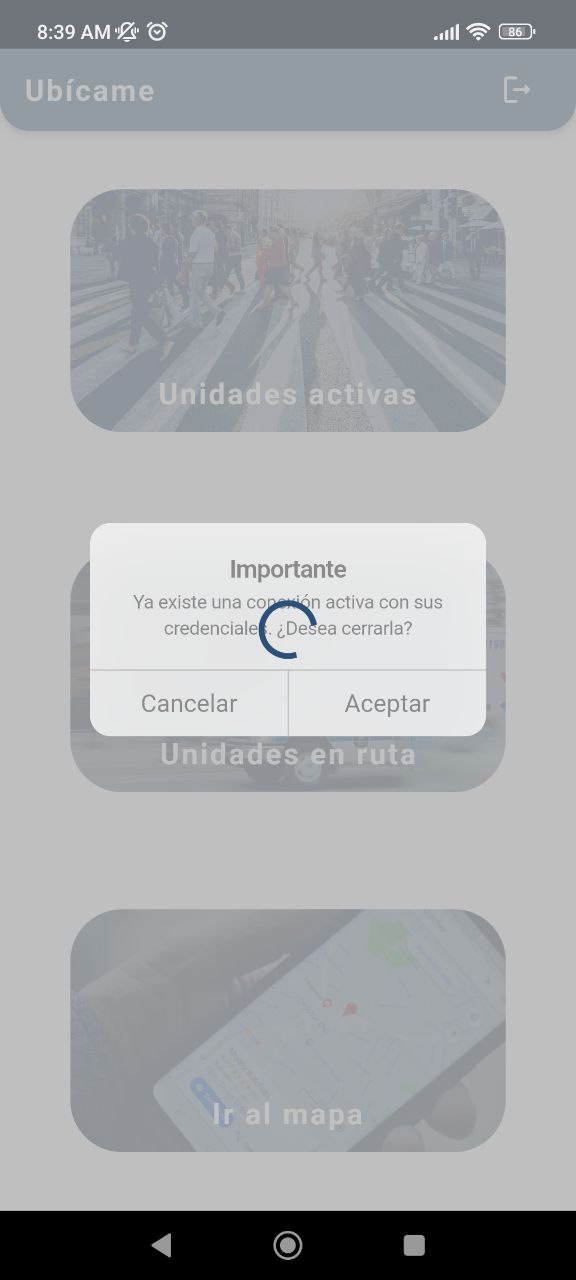 8:39 AM
86
Ubícame
Unidades activas
Importante
Ya existe una conexión activa con sus
credenciales. ¿Desea cerrarla?
Cancelar
Aceptar
Unidades en ruta
Ir al mapa